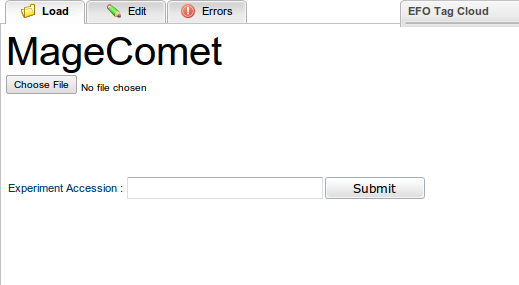 Load Edit Errors EFO Tag Cloud
MageComet
Choose File No file chosen
Experiment Accession : Submit